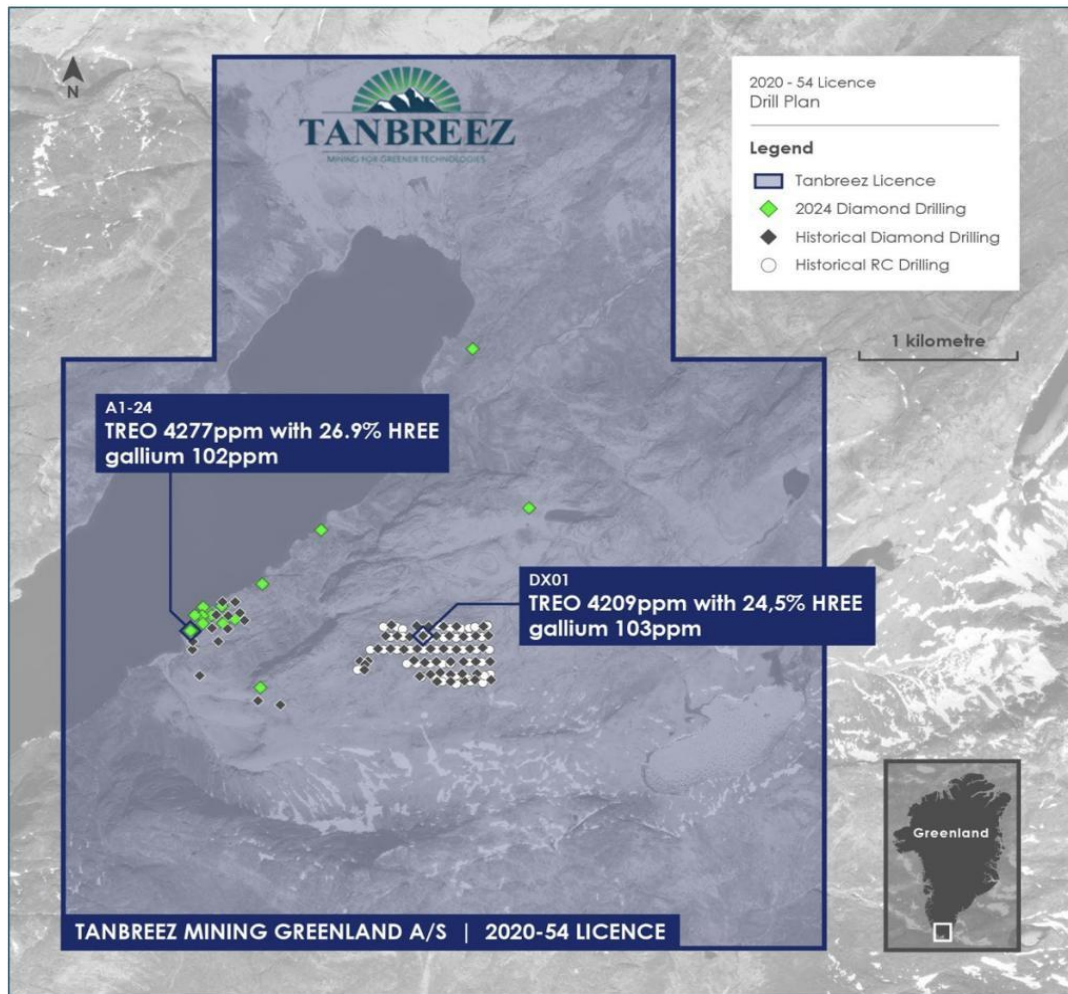 N
TANBREEZ
MINING FOR GREENER TECHNOLOGIES
2020 - 54 Licence
Drill Plan
Legend
Tanbreez Licence
2024 Diamond Drilling
Historical Diamond Drilling
Historical RC Drilling
1 kilometre
A1-24
TREO 4277ppm with 26.9% HREE
gallium 102ppm
DX01
TREO 4209ppm with 24,5% HREE
gallium 103ppm
Greenland
TANBREEZ MINING GREENLAND A/S | 2020-54 LICENCE